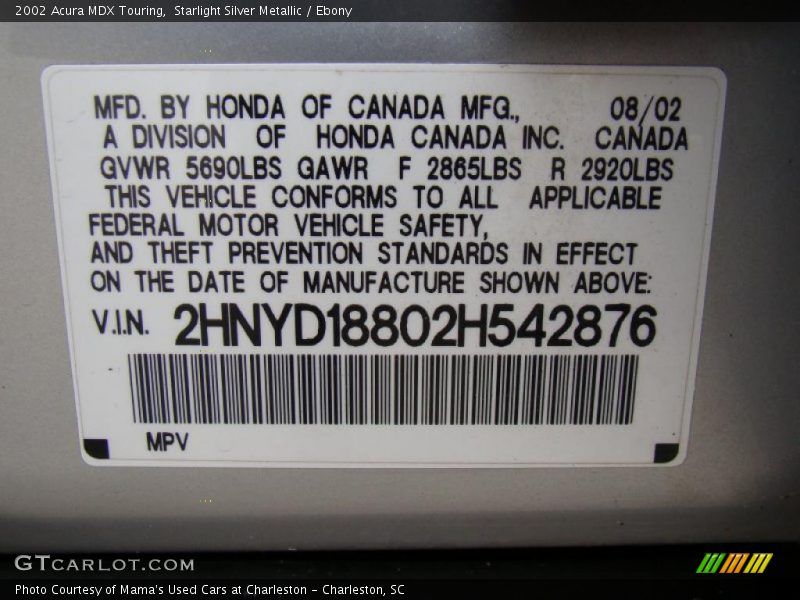 2002 Acura MDX Touring,  Starlight Silver Metallic / Ebony
MFD. BY HONDA OF CANADA MFG., 08/02
A DIVISION OF HONDA CANADA INC. CANADA
GVWR 5690LBS GAWR F 2865LBS R 2920LBS
THIS VEHICLE CONFORMS TO ALL APPLICABLE
FEDERAL MOTOR VEHICLE SAFETY,
AND THEFT PREVENTION STANDARDS IN EFFECT
ON THE DATE OF MANUFACTURE SHOWN ABOVE:
V.I.N. 2HNYD18802H542876
MPV
GTCARLOT.COM
Photo Courtesy of Mama's Used Cars at Charleston - Charleston, SC